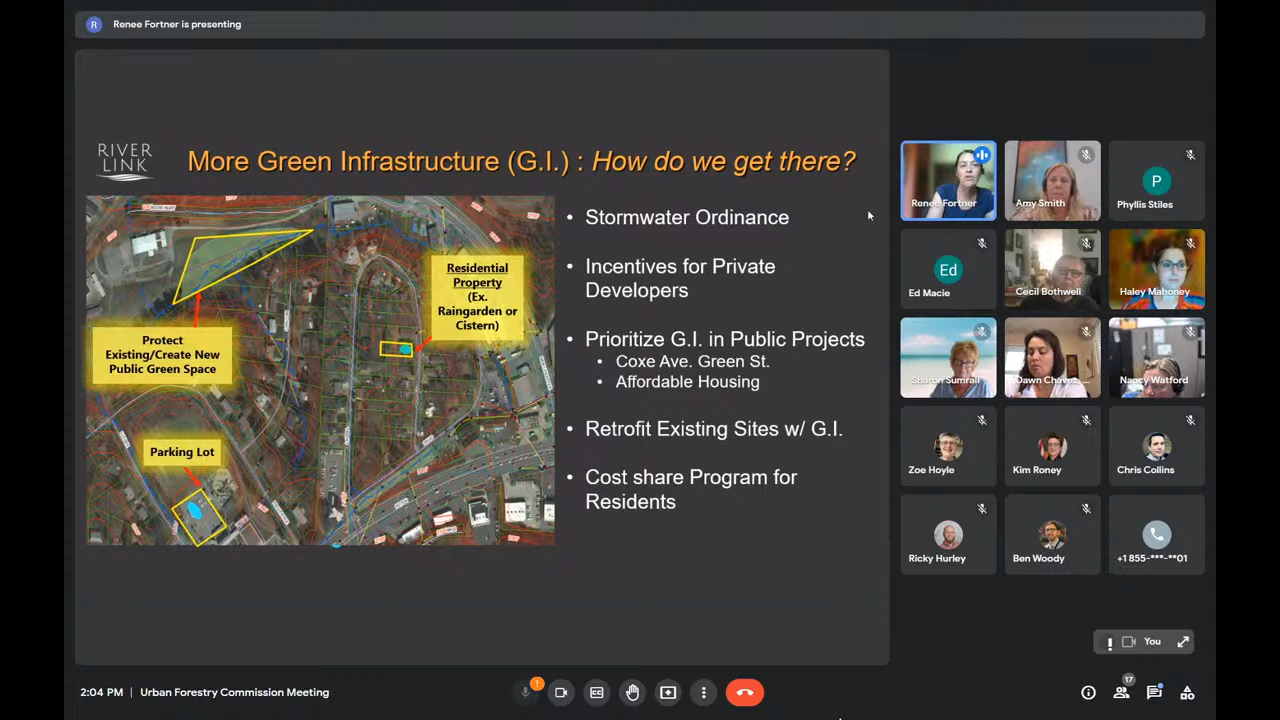 R
Renee Fortner is presenting
RIVER
LINK
More Green Infrastructure (G.I.) : How do we get there?
Protect
Existing/Create New
Public Green Space
Residential
Property
(Ex.
Raingarden or
Cistern)
Parking Lot
• Stormwater Ordinance
• Incentives for Private
Developers
• Prioritize G.I. in Public Projects
• Coxe Ave. Green St.
• Affordable Housing
• Retrofit Existing Sites w/ G.I.
• Cost share Program for
Residents
Renee Fortner
Amy Smith
P
Phyllis Stiles
Ed
Ed Macie
Cecil Bothwell
Haley Mahoney
Sharon Sumrall
Dawn Chavez, ...
Nancy Watford
Zoe Hoyle
Kim Roney
Chris Collins
Ricky Hurley
Ben Woody
+1 855-***-**01
You
2:04 PM | Urban Forestry Commission Meeting
!
CC
17